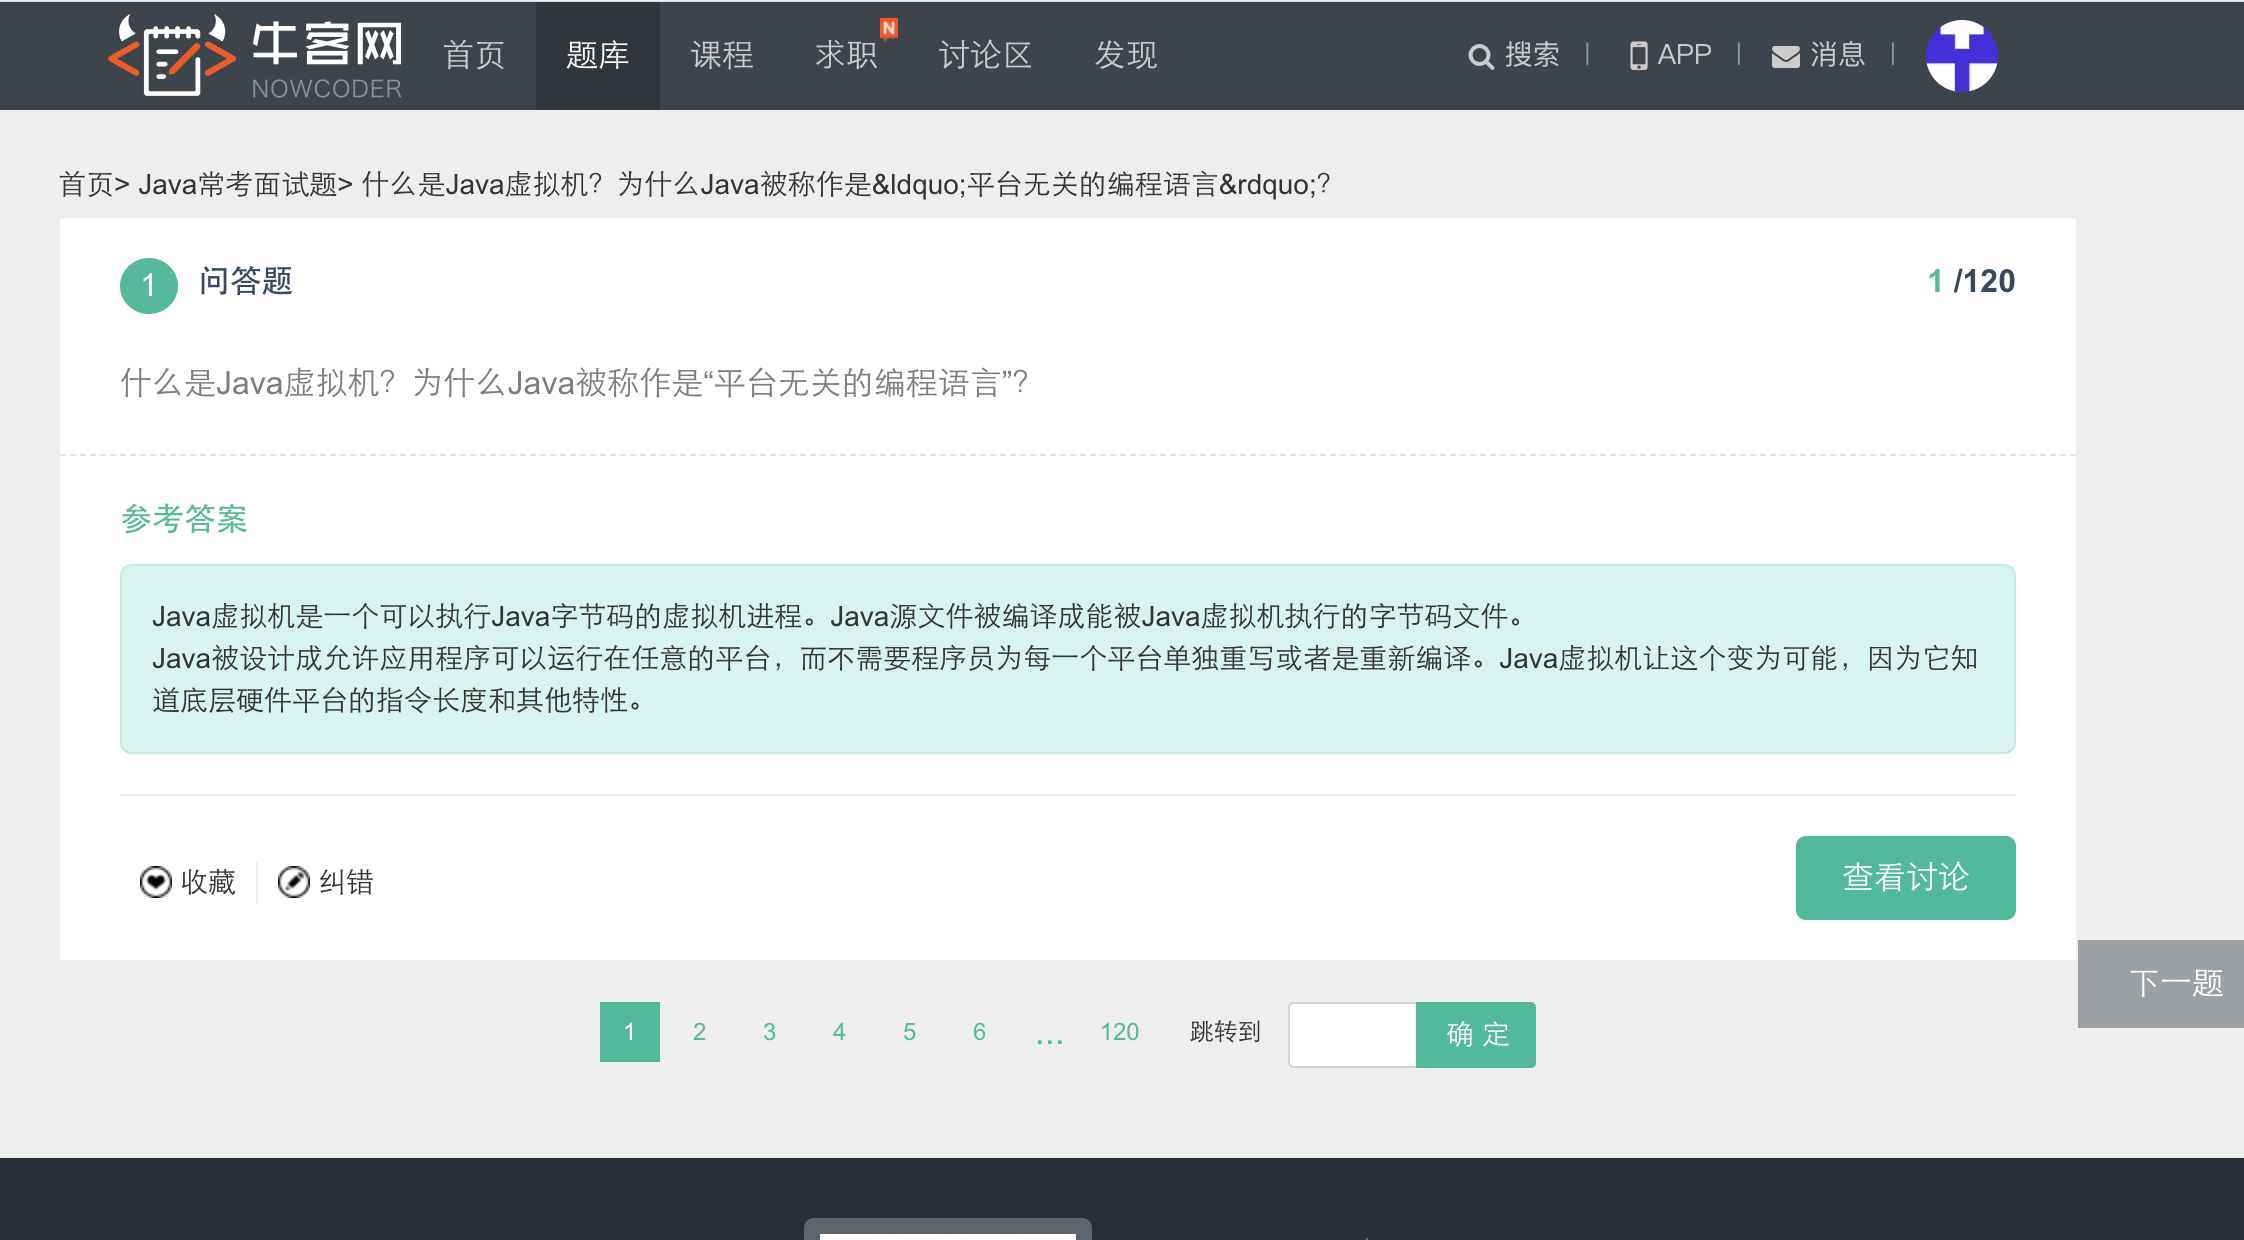 牛客网
NOWCODER
首页 题库 课程 求职 N 讨论区 发现 搜索 APP 消息
首页> Java常考面试题> 什么是Java虚拟机？为什么Java被称作是&ldquo;平台无关的编程语言&rdquo;?
1 问答题 1 /120
什么是Java虚拟机？为什么Java被称作是“平台无关的编程语言”?
参考答案
Java虚拟机是一个可以执行Java字节码的虚拟机进程。Java源文件被编译成能被Java虚拟机执行的字节码文件。
Java被设计成允许应用程序可以运行在任意的平台，而不需要程序员为每一个平台单独重写或者是重新编译。Java虚拟机让这个变为可能，因为它知
道底层硬件平台的指令长度和其他特性。
收藏 纠错 查看讨论
下一题
1 2 3 4 5 6 ... 120 跳转到 确 定